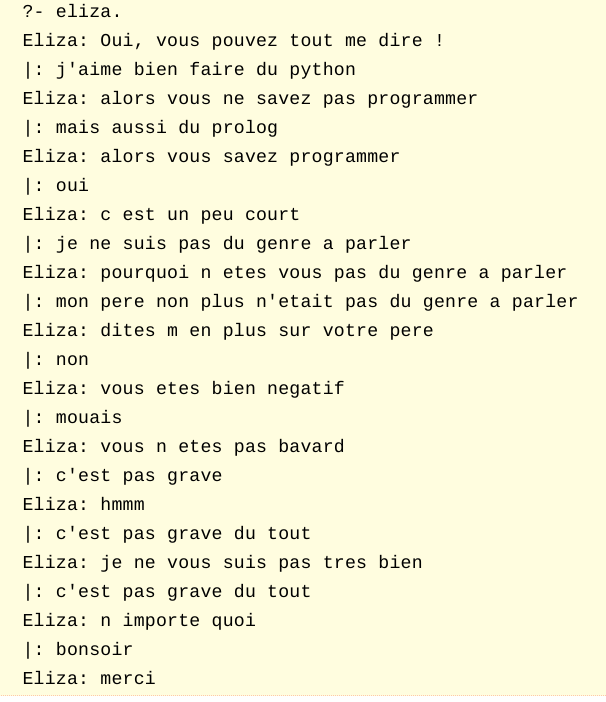 ?- eliza.
Eliza: Oui, vous pouvez tout me dire !
|: j'aime bien faire du python
Eliza: alors vous ne savez pas programmer
|: mais aussi du prolog
Eliza: alors vous savez programmer
|: oui
Eliza: c est un peu court
|: je ne suis pas du genre a parler
Eliza: pourquoi n etes vous pas du genre a parler
|: mon pere non plus n'etait pas du genre a parler
Eliza: dites m en plus sur votre pere
|: non
Eliza: vous etes bien negatif
|: mouais
Eliza: vous n etes pas bavard
|: c'est pas grave
Eliza: hmmm
|: c'est pas grave du tout
Eliza: je ne vous suis pas tres bien
|: c'est pas grave du tout
Eliza: n importe quoi
|: bonsoir
Eliza: merci